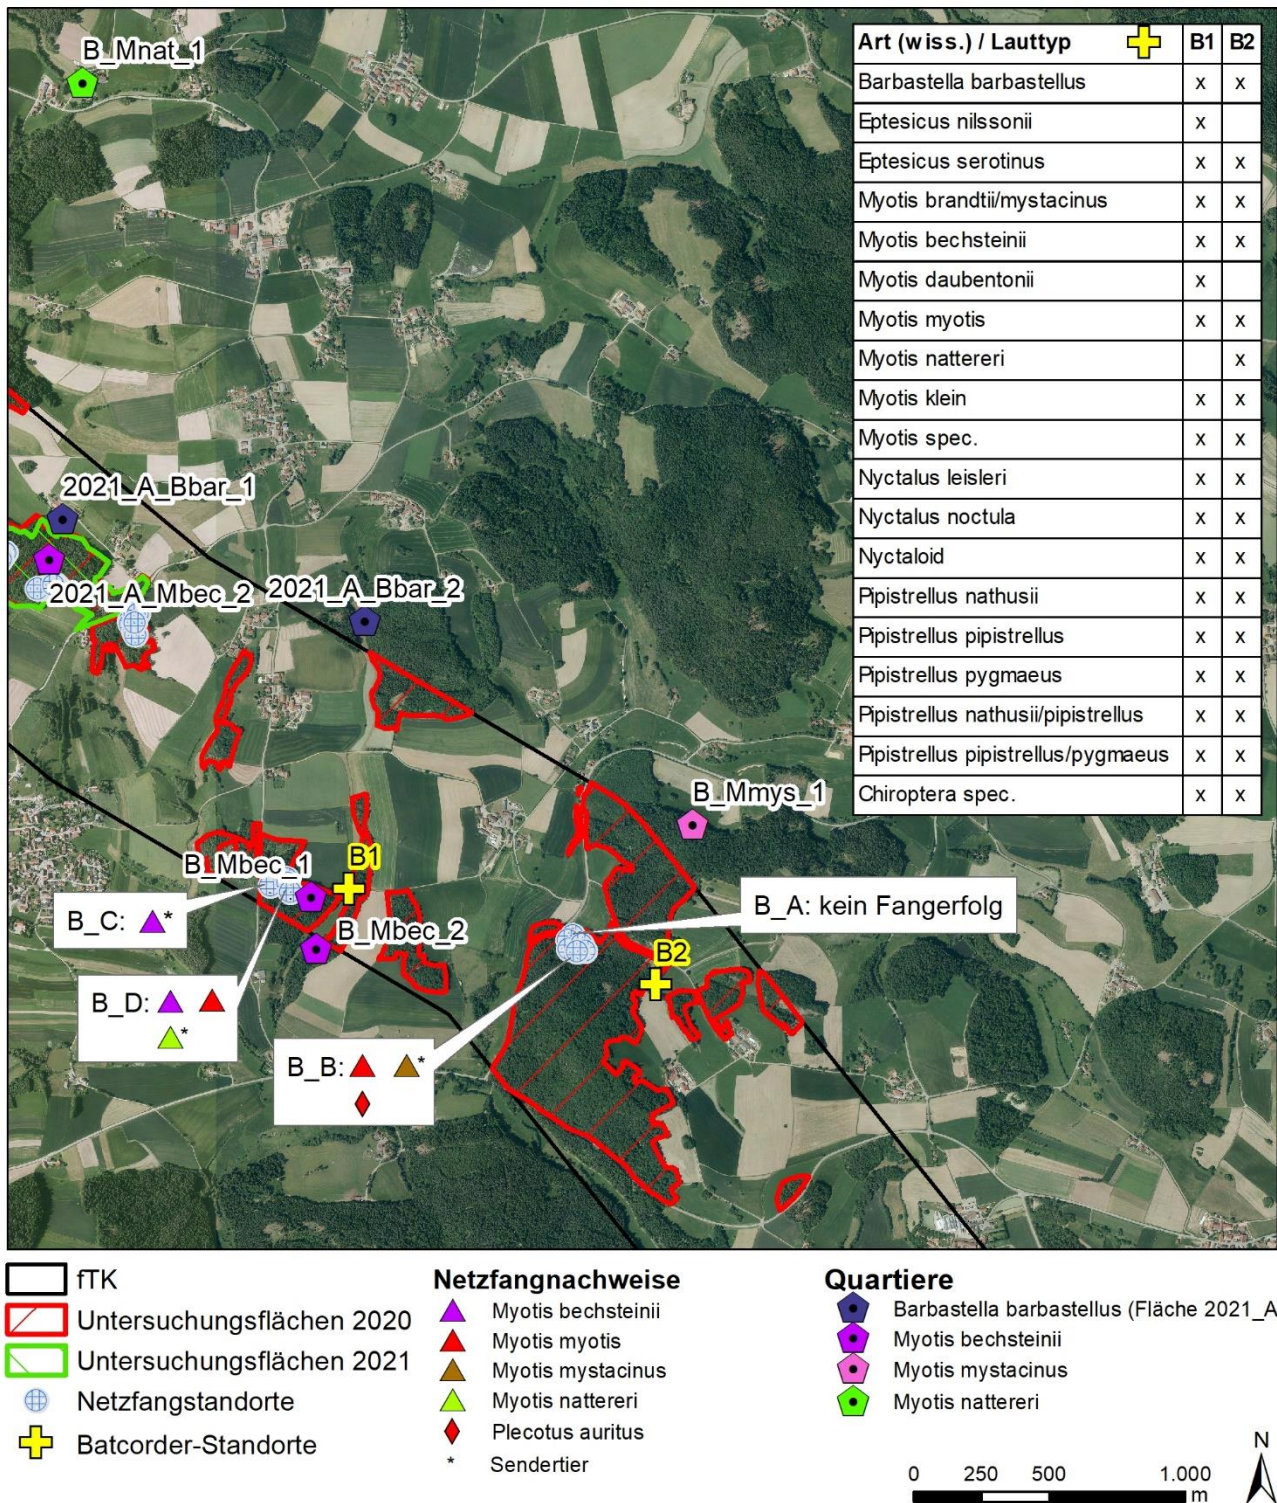 B_Mnat_1
Art (wiss.) / Lauttyp B1 B2
Barbastella barbastellus x x
Eptesicus nilssonii x
Eptesicus serotinus x x
Myotis brandtii/mystacinus x x
Myotis bechsteinii x x
Myotis daubentonii x
Myotis myotis x x
Myotis nattereri x
Myotis klein x x
Myotis spec. x x
Nyctalus leisleri x x
Nyctalus noctula x x
Nyctaloid x x
Pipistrellus nathusii x x
Pipistrellus pipistrellus x x
Pipistrellus pygmaeus x x
Pipistrellus nathusii/pipistrellus x x
Pipistrellus pipistrellus/pygmaeus x x
Chiroptera spec. x x
2021_A_Bbar_1
2021_A_Mbec_2
2021_A_Bbar_2
B_Mmys_1
B_Mbec_1
B1
B_C: *
B_Mbec_2
B_A: kein Fangerfolg
B2
B_D:
*
B_B: *
fTK
Untersuchungsflächen 2020
Untersuchungsflächen 2021
Netzfangstandorte
Batcorder-Standorte
Netzfangnachweise
Myotis bechsteinii
Myotis myotis
Myotis mystacinus
Myotis nattereri
Plecotus auritus
* Sendertier
Quartiere
Barbastella barbastellus (Fläche 2021_A
Myotis bechsteinii
Myotis mystacinus
Myotis nattereri
N
0 250 500 1.000
m